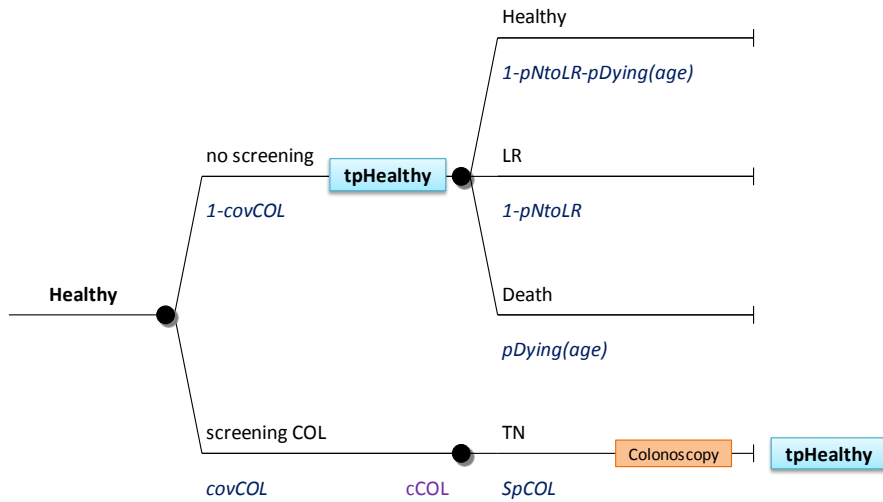 Healthy
1-pNtoLR-pDying(age)
no screening
tpHealthy
LR
1-covCOL
1-pNtoLR
Healthy
Death
pDying(age)
screening COL
TN
Colonoscopy
tpHealthy
covCOL
cCOL
SpCOL